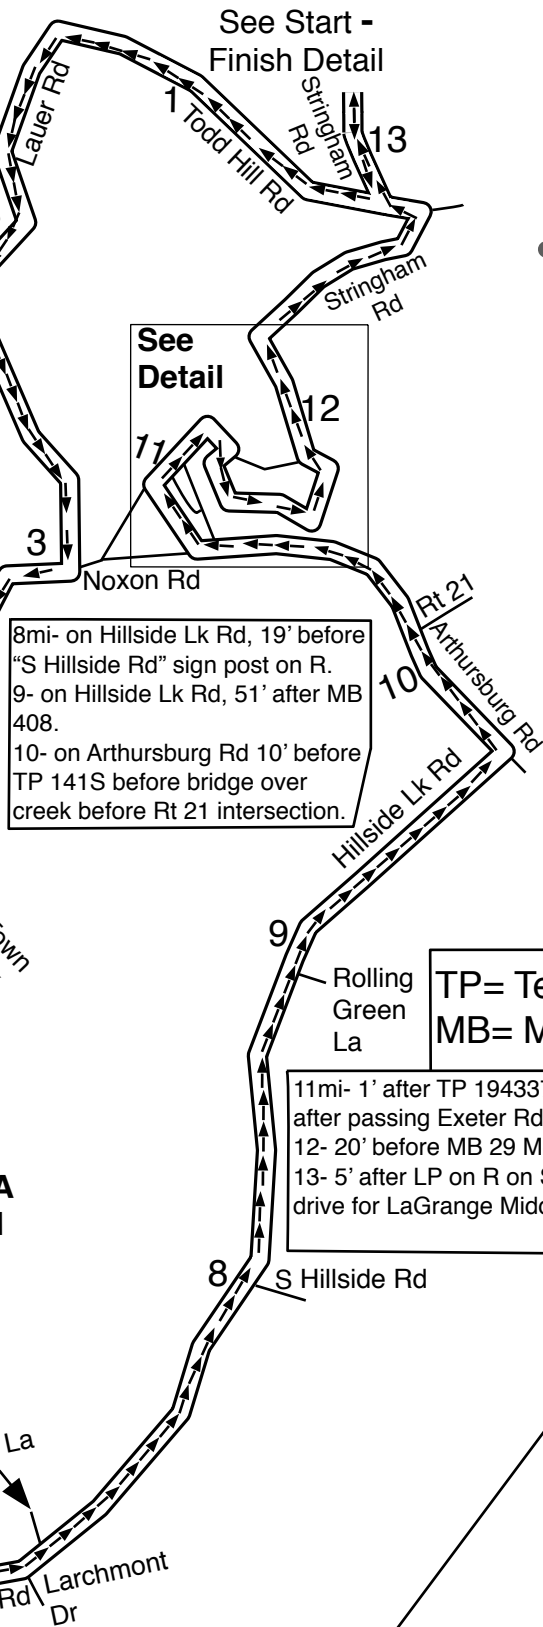 See Start -
Finish Detail
Lauer Rd
1
Todd Hill Rd
Stringham
Rd
13
Stringham
Rd
See
Detail
12
11
3
Noxon Rd
Rt 21
Arthursburg Rd
10
8mi- on Hillside Lk Rd, 19’ before
“S Hillside Rd” sign post on R.
9- on Hillside Lk Rd, 51’ after MB
408.
10- on Arthursburg Rd 10’ before
TP 141S before bridge over
creek before Rt 21 intersection.
Hillside Lk Rd
9
Rolling
Green
La
TP= Te
MB= M
11mi- 1’ after TP 19433
after passing Exeter Rd
12- 20’ before MB 29 M
13- 5’ after LP on R on S
drive for LaGrange Midd
8
S Hillside Rd
La
Rd
Larchmont
Dr